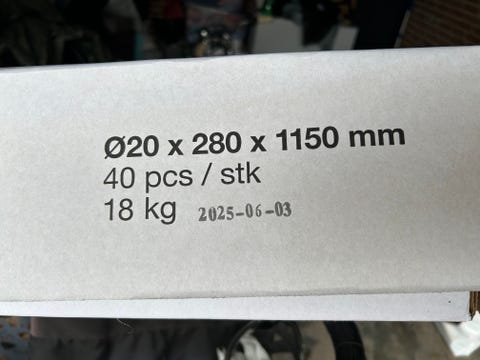 Ø20 x 280 x 1150 mm
40 pcs / stk
18 kg 2025-06-03